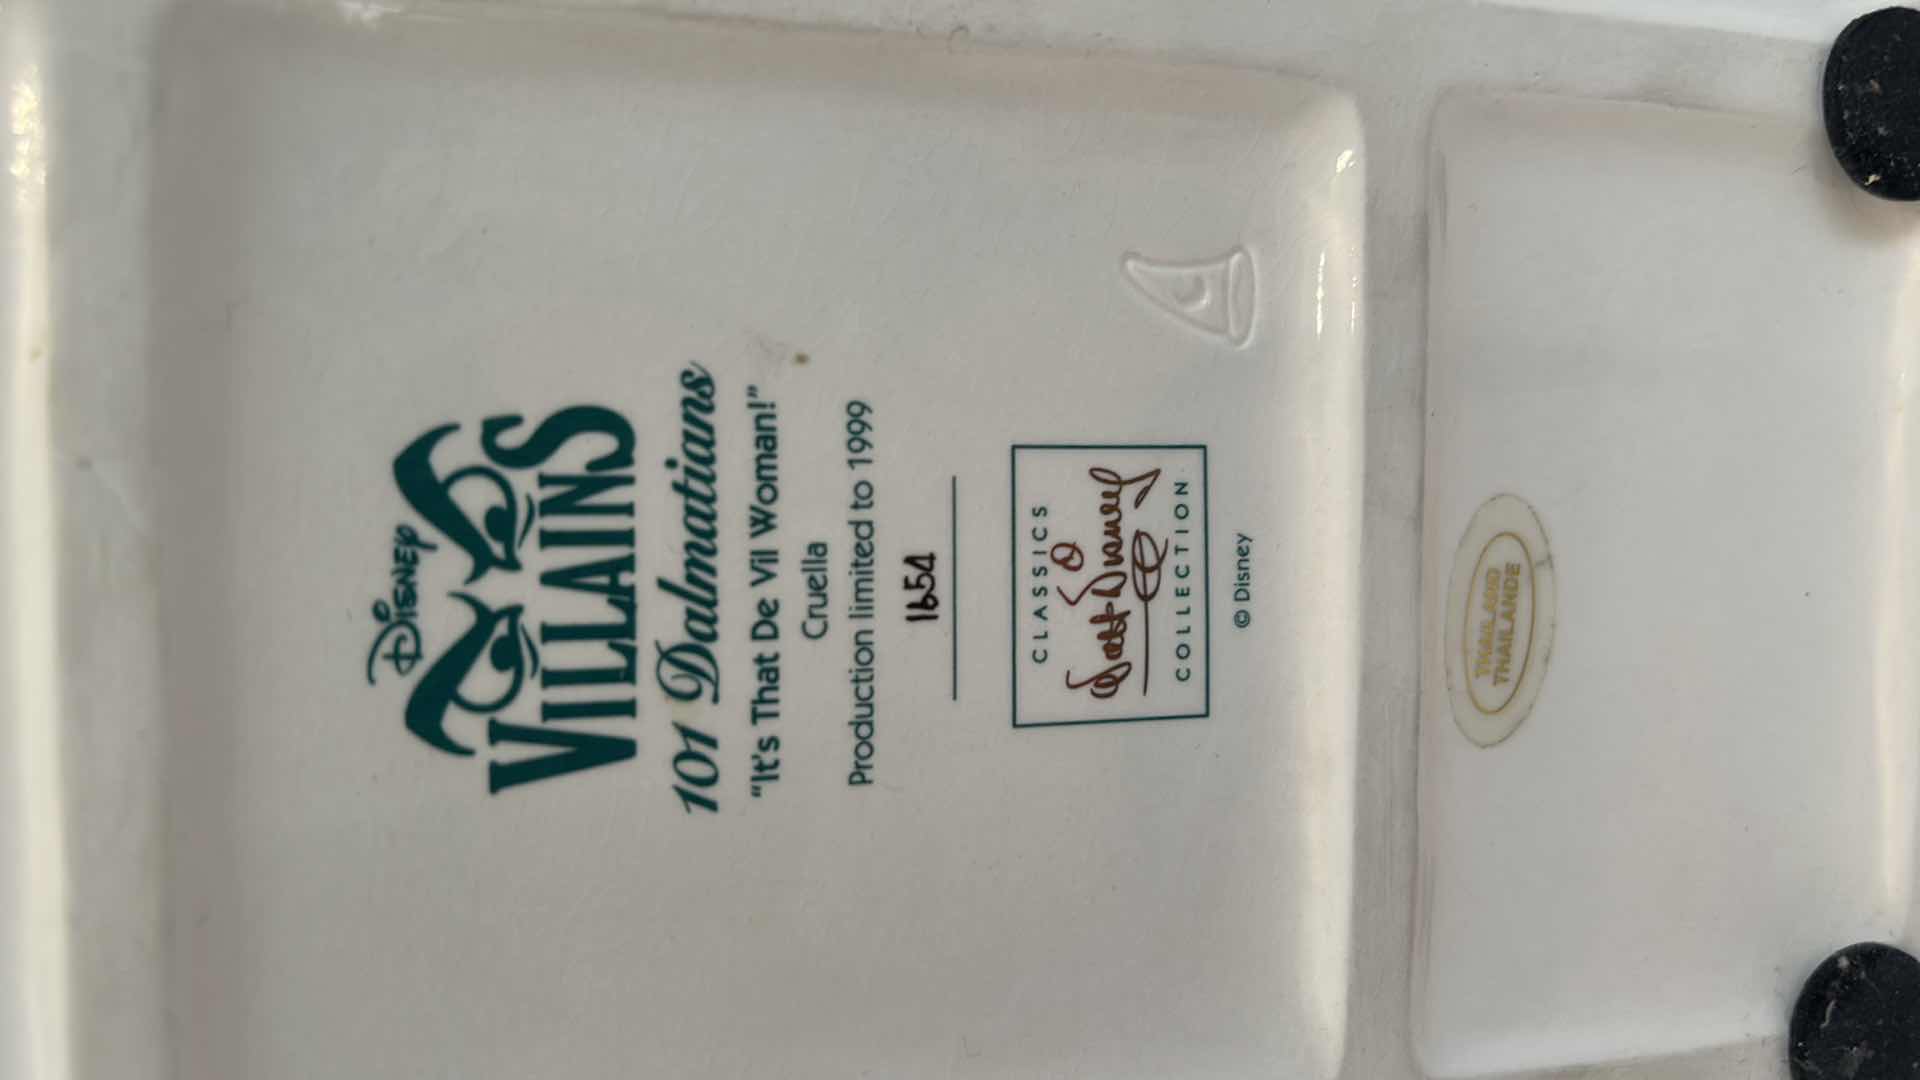 Disney
VILLAINS
101 Dalmatians
“It's That De Vil Woman!”
Cruella
Production limited to 1999
1654
CLASSICS
Walt Disney
COLLECTION
© Disney
THAILAND
THAILANDE